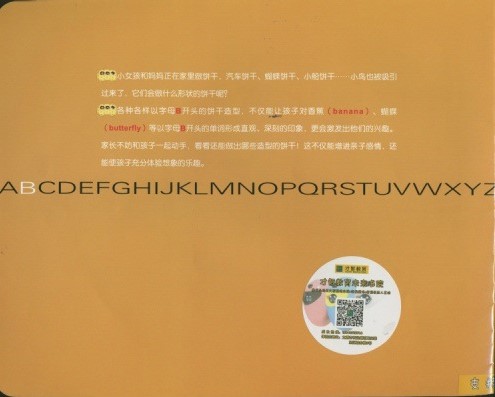 小女孩和妈妈正在家里做饼干，汽车饼干、蝴蝶饼干、小船饼干……小鸟也被吸引
过来了，它们会做什么形状的饼干呢？
各种各样以字母B开头的饼干造型，不仅能让孩子对香蕉（banana）、蝴蝶
（butterfly）等以字母B开头的单词形成直观、深刻的印象，更会激发出他们的兴趣。
家长不妨和孩子一起动手，看看还能做出哪些造型的饼干！这不仅能增进亲子感情，还
能使孩子充分体验想象的乐趣。
ABCDEFGHIJKLMNOPQRSTUVWXYZ